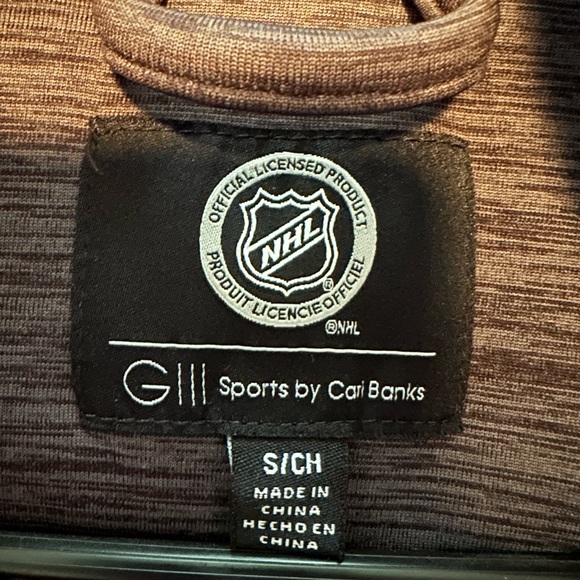 OFFICIAL LICENSED PRODUCT
NHL
®
PRODUIT LICENCIE OFFICIEL
®NHL
GIII Sports by Carl Banks
S/CH
MADE IN
CHINA
HECHO EN
CHINA